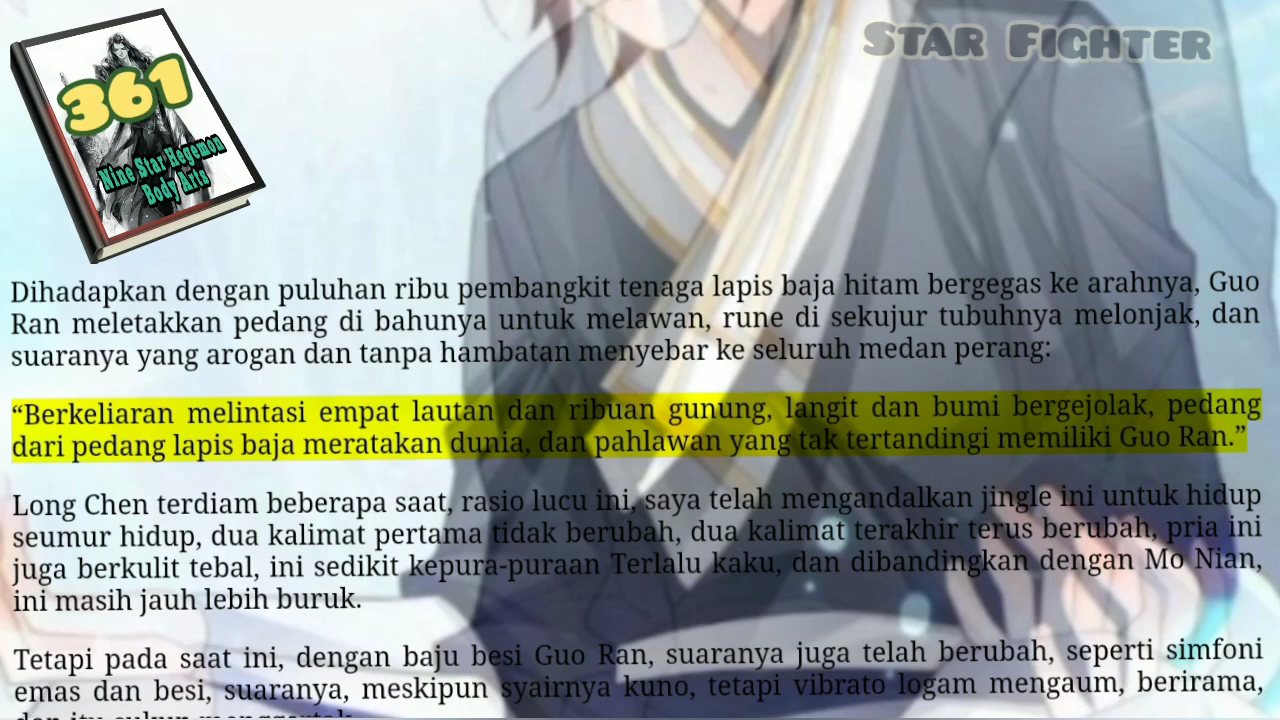 STAR FIGHTER
361
Nine Star Hegemon
Body Arts
Dihadapkan dengan puluhan ribu pembangkit tenaga lapis baja hitam bergegas ke arahnya, Guo
Ran meletakkan pedang di bahunya untuk melawan, rune di sekujur tubuhnya melonjak, dan
suaranya yang arogan dan tanpa hambatan menyebar ke seluruh medan perang:
“Berkeliaran melintasi empat lautan dan ribuan gunung, langit dan bumi bergejolak, pedang
dari pedang lapis baja meratakan dunia, dan pahlawan yang tak tertandingi memiliki Guo Ran.”
Long Chen terdiam beberapa saat, rasio lucu ini, saya telah mengandalkan jingle ini untuk hidup
seumur hidup, dua kalimat pertama tidak berubah, dua kalimat terakhir terus berubah, pria ini
juga berkulit tebal, ini sedikit kepura-puraan Terlalu kaku, dan dibandingkan dengan Mo Nian,
ini masih jauh lebih buruk.
Tetapi pada saat ini, dengan baju besi Guo Ran, suaranya juga telah berubah, seperti simfoni
emas dan besi, suaranya, meskipun syairnya kuno, tetapi vibrato logam mengaum, berirama,